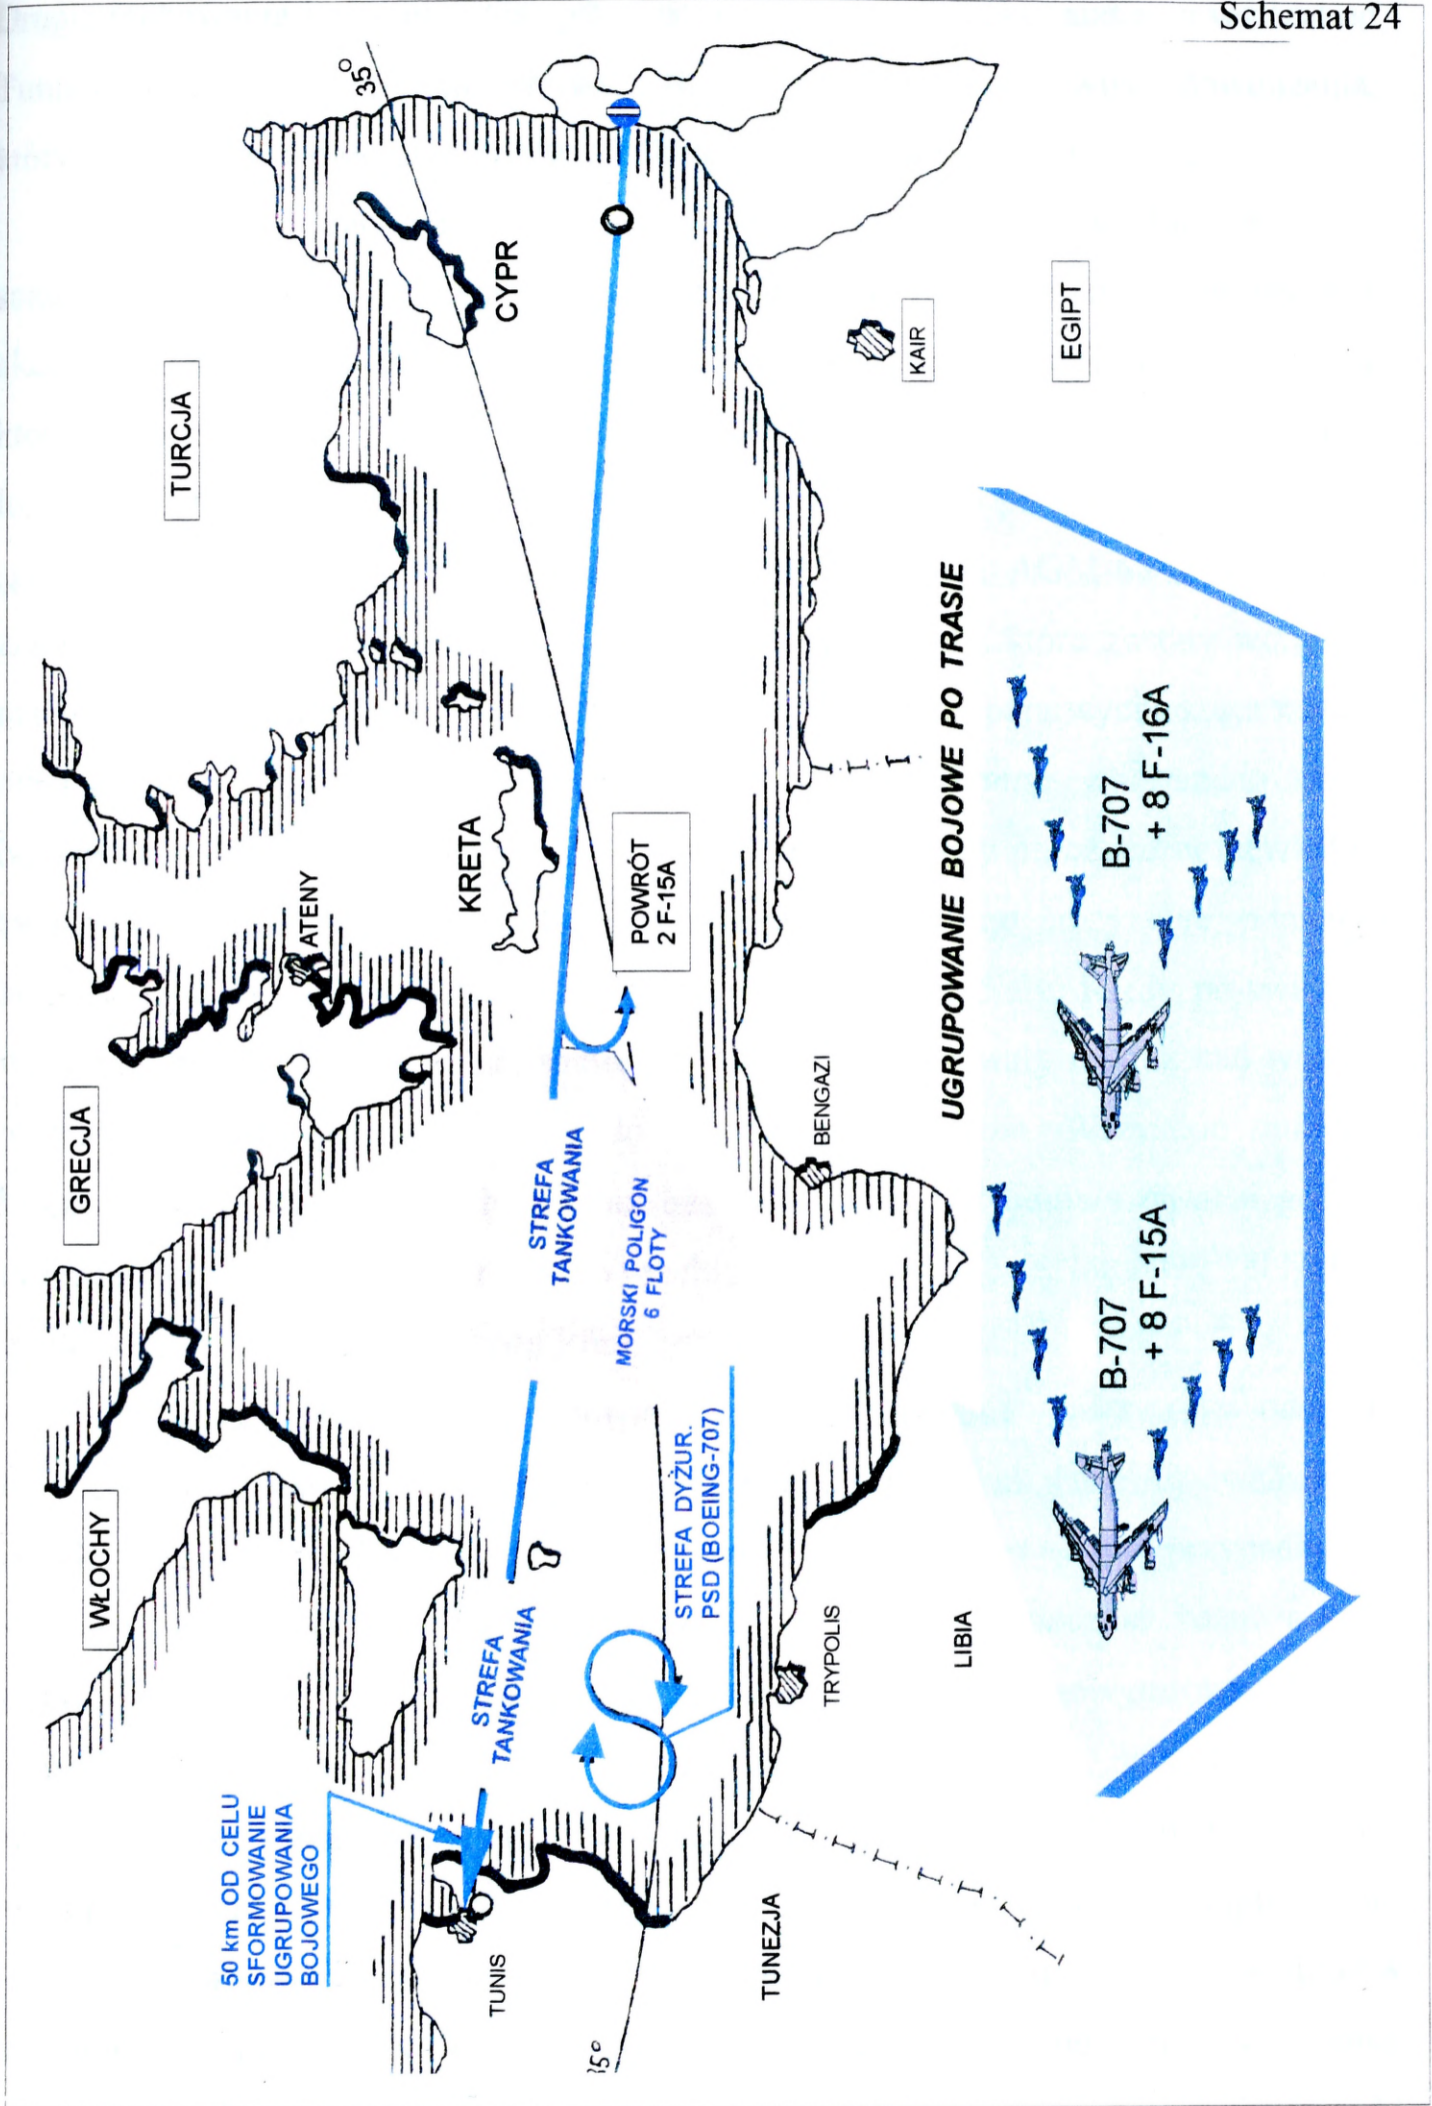 Schemat 24
35°
TURCJA
CYPR
KAIR
EGIPT
GRECJA
ATENY
KRETA
POWRÓT
2 F-15A
BENGAZI
STREFA
TANKOWANIA
MORSKI POLIGON
6 FLOTY
WŁOCHY
STREFA
TANKOWANIA
STREFA DYŻUR.
PSD (BOEING-707)
TRYPOLIS
LIBIA
50 km OD CELU
SFORMOWANIE
UGRUPOWANIA
BOJOWEGO
TUNIS
TUNEZJA
35°
UGRUPOWANIE BOJOWE PO TRASIE
B-707
+ 8 F-16A
B-707
+ 8 F-15A